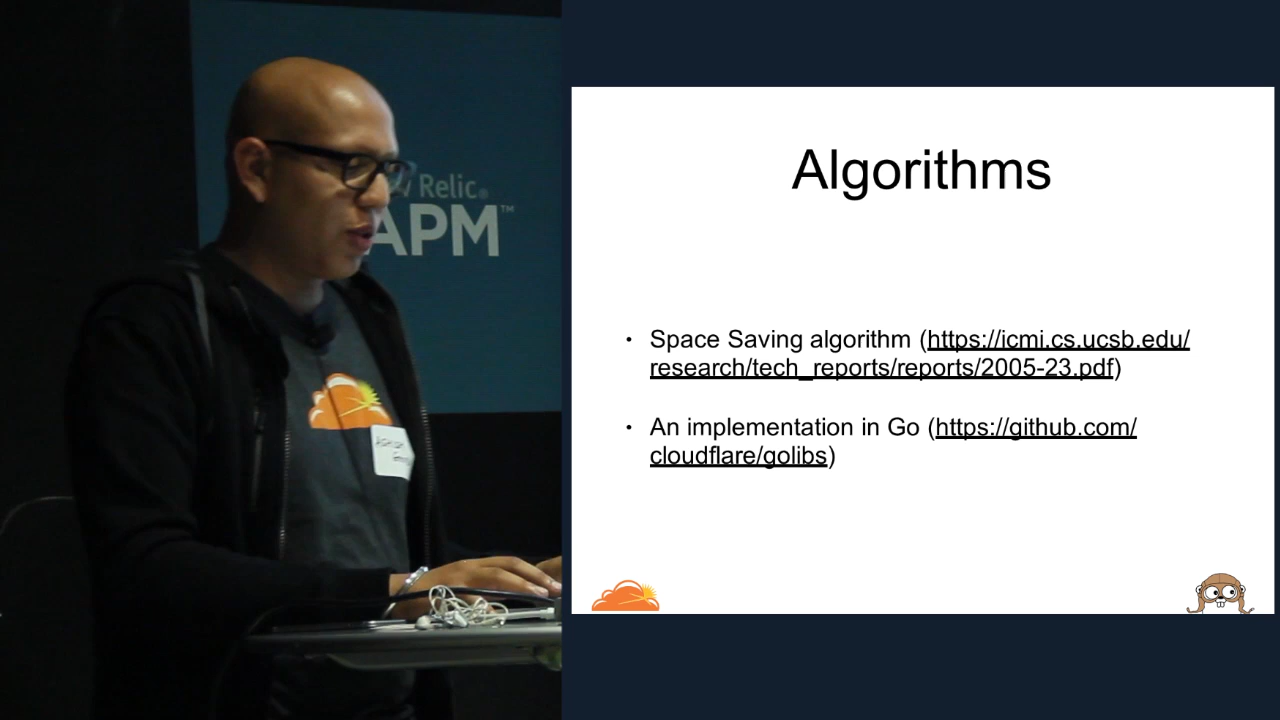 Relic®
APM™
Algorithms
• Space Saving algorithm (https://icmi.cs.ucsb.edu/
research/tech_reports/reports/2005-23.pdf)
• An implementation in Go (https://github.com/
cloudflare/golibs)